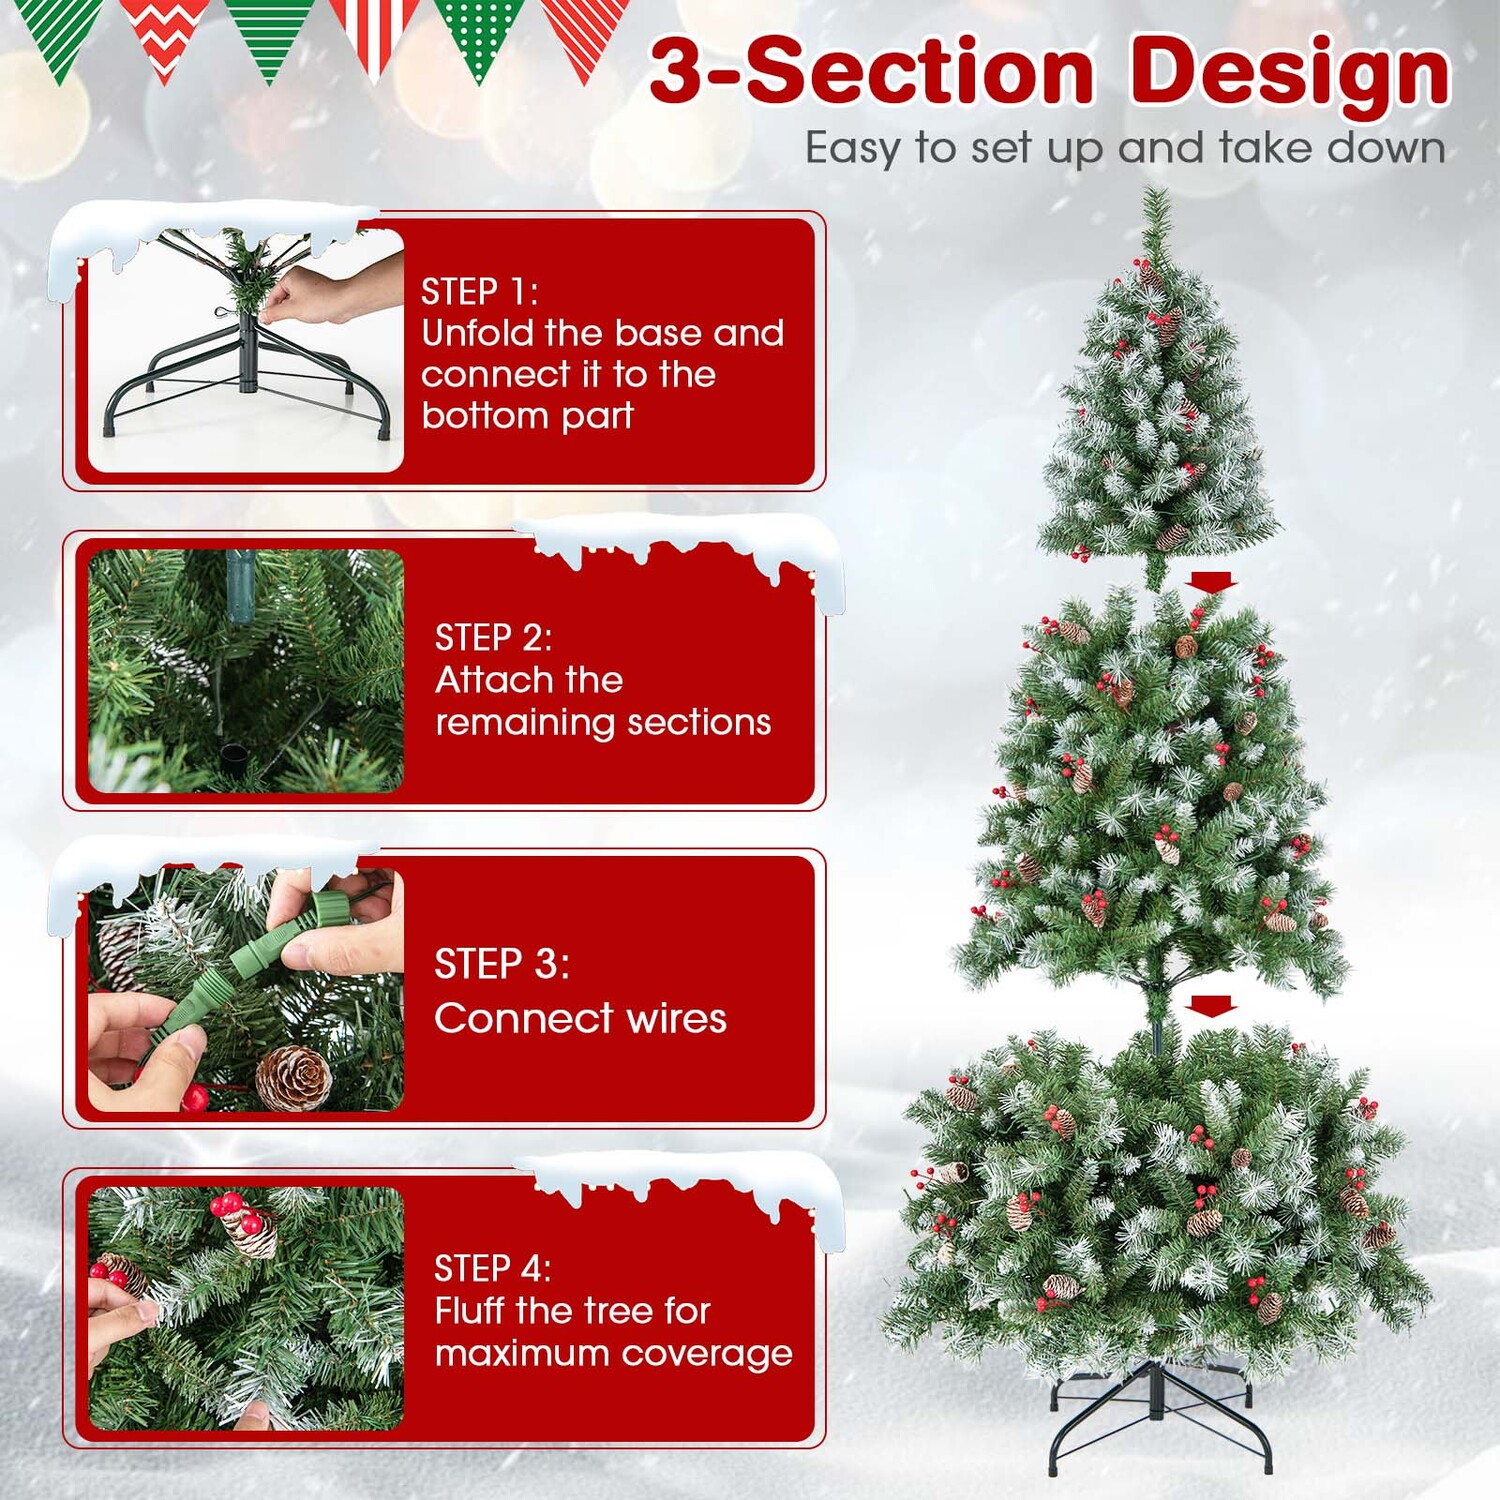 3-Section Design
Easy to set up and take down
STEP 1:
Unfold the base and
connect it to the
bottom part
STEP 2:
Attach the
remaining sections
STEP 3:
Connect wires
STEP 4:
Fluff the tree for
maximum coverage